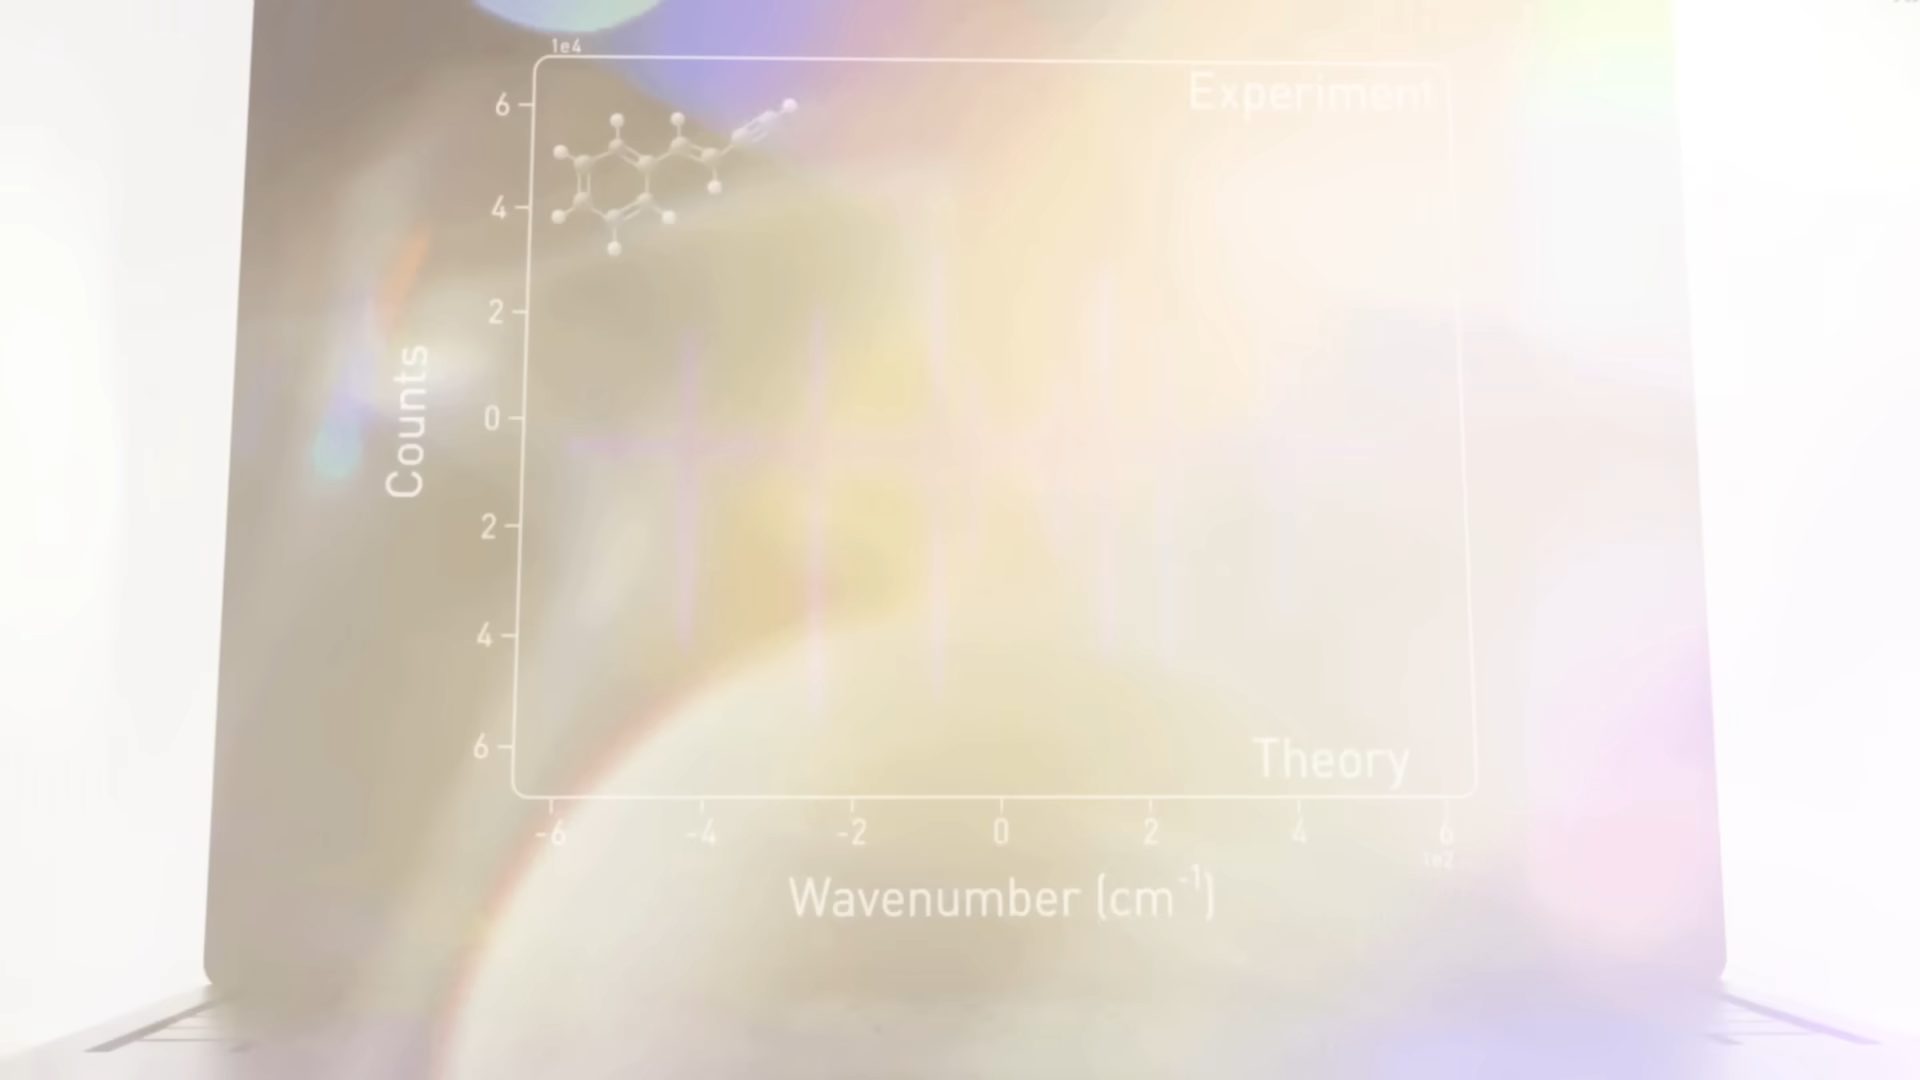 1e4
Experiment
6
4
2
0
2
4
6
Counts
Theory
-6 -4 -2 0 2 4 6
1e2
Wavenumber (cm⁻¹)